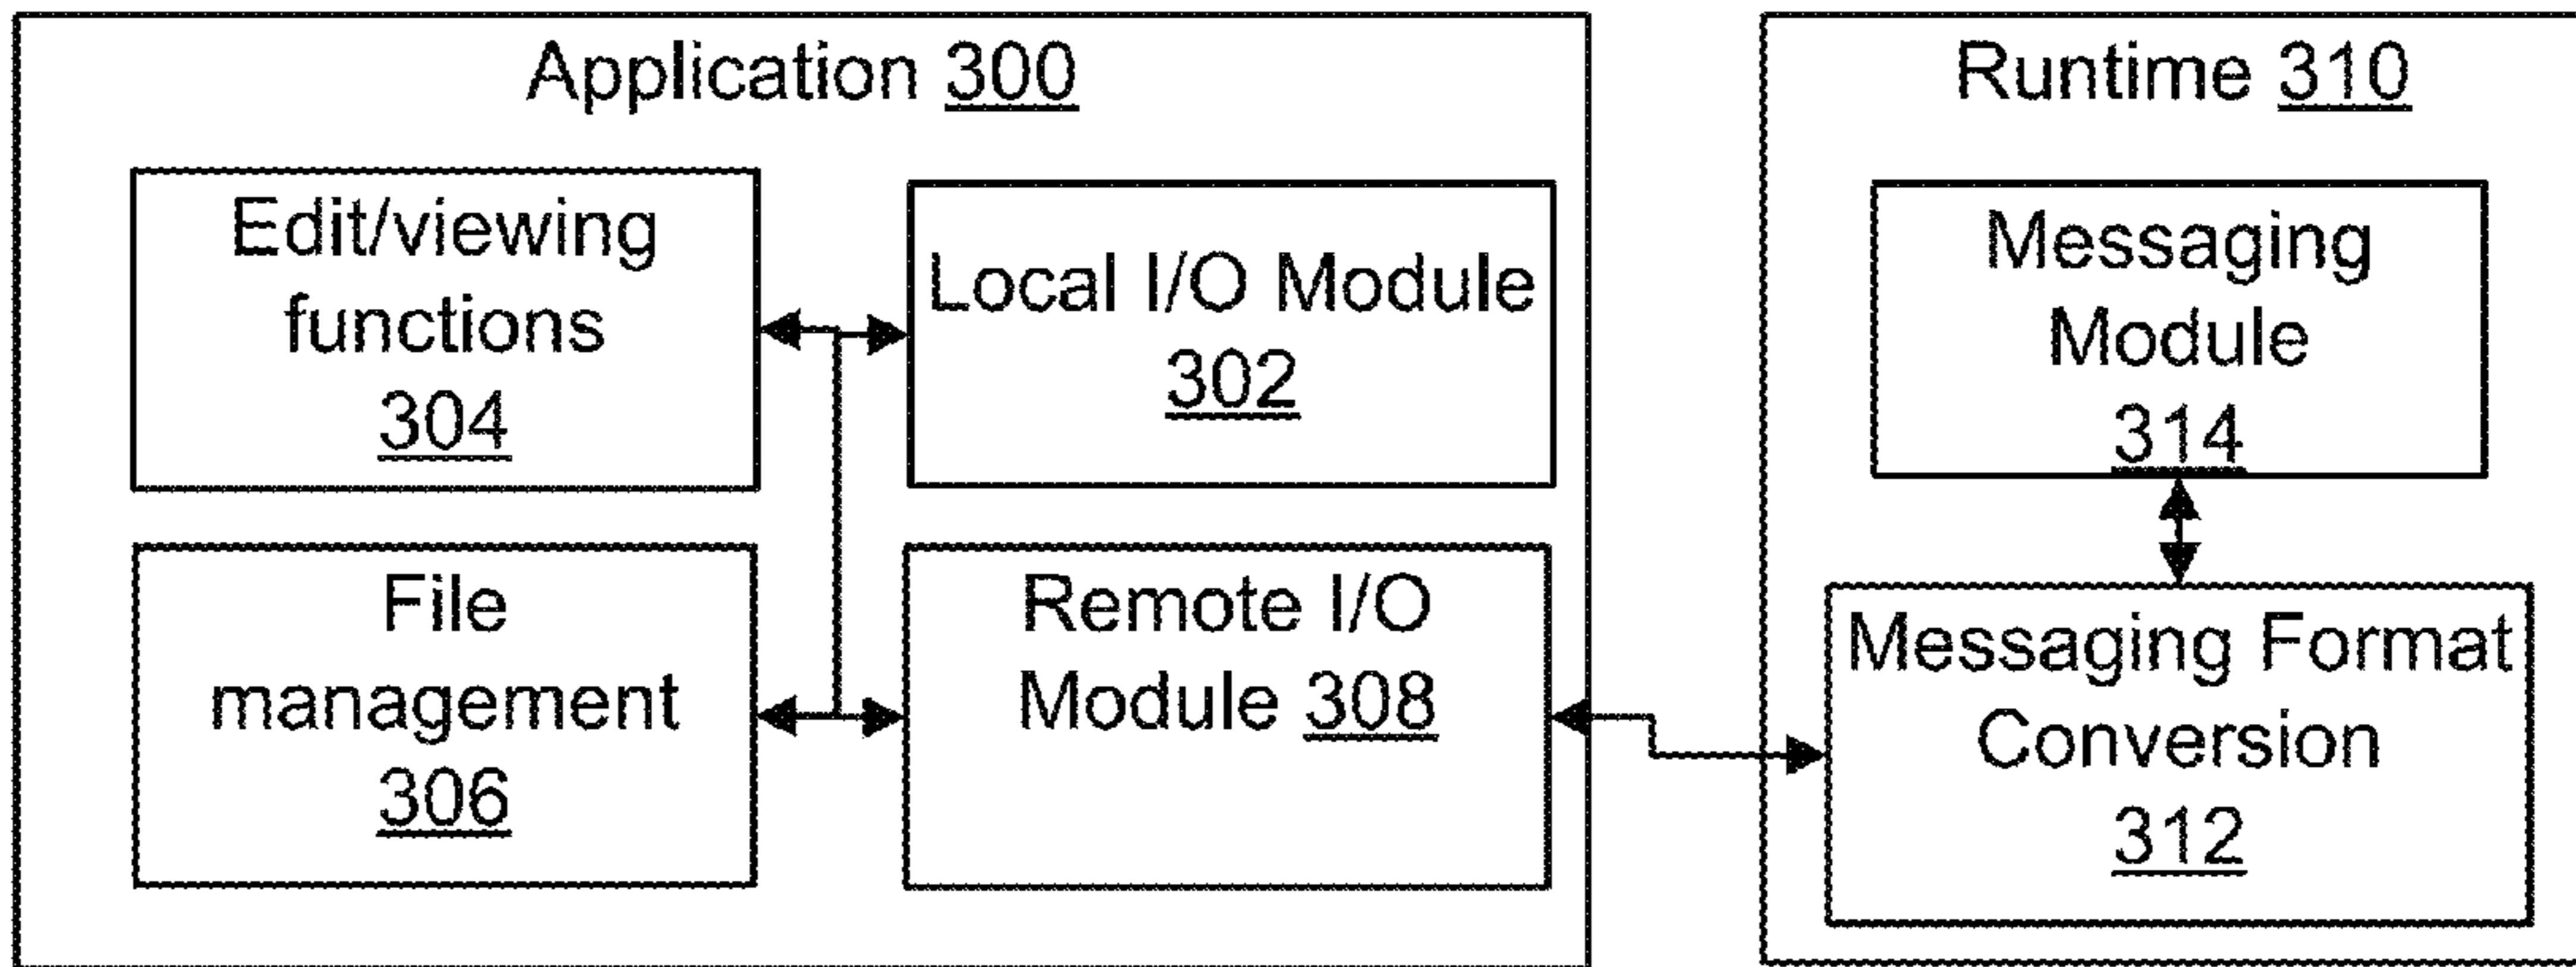 Application 300
Edit/viewing
functions
304
Local I/O Module
302
File
management
306
Remote I/O
Module 308
Runtime 310
Messaging
Module
314
Messaging Format
Conversion
312